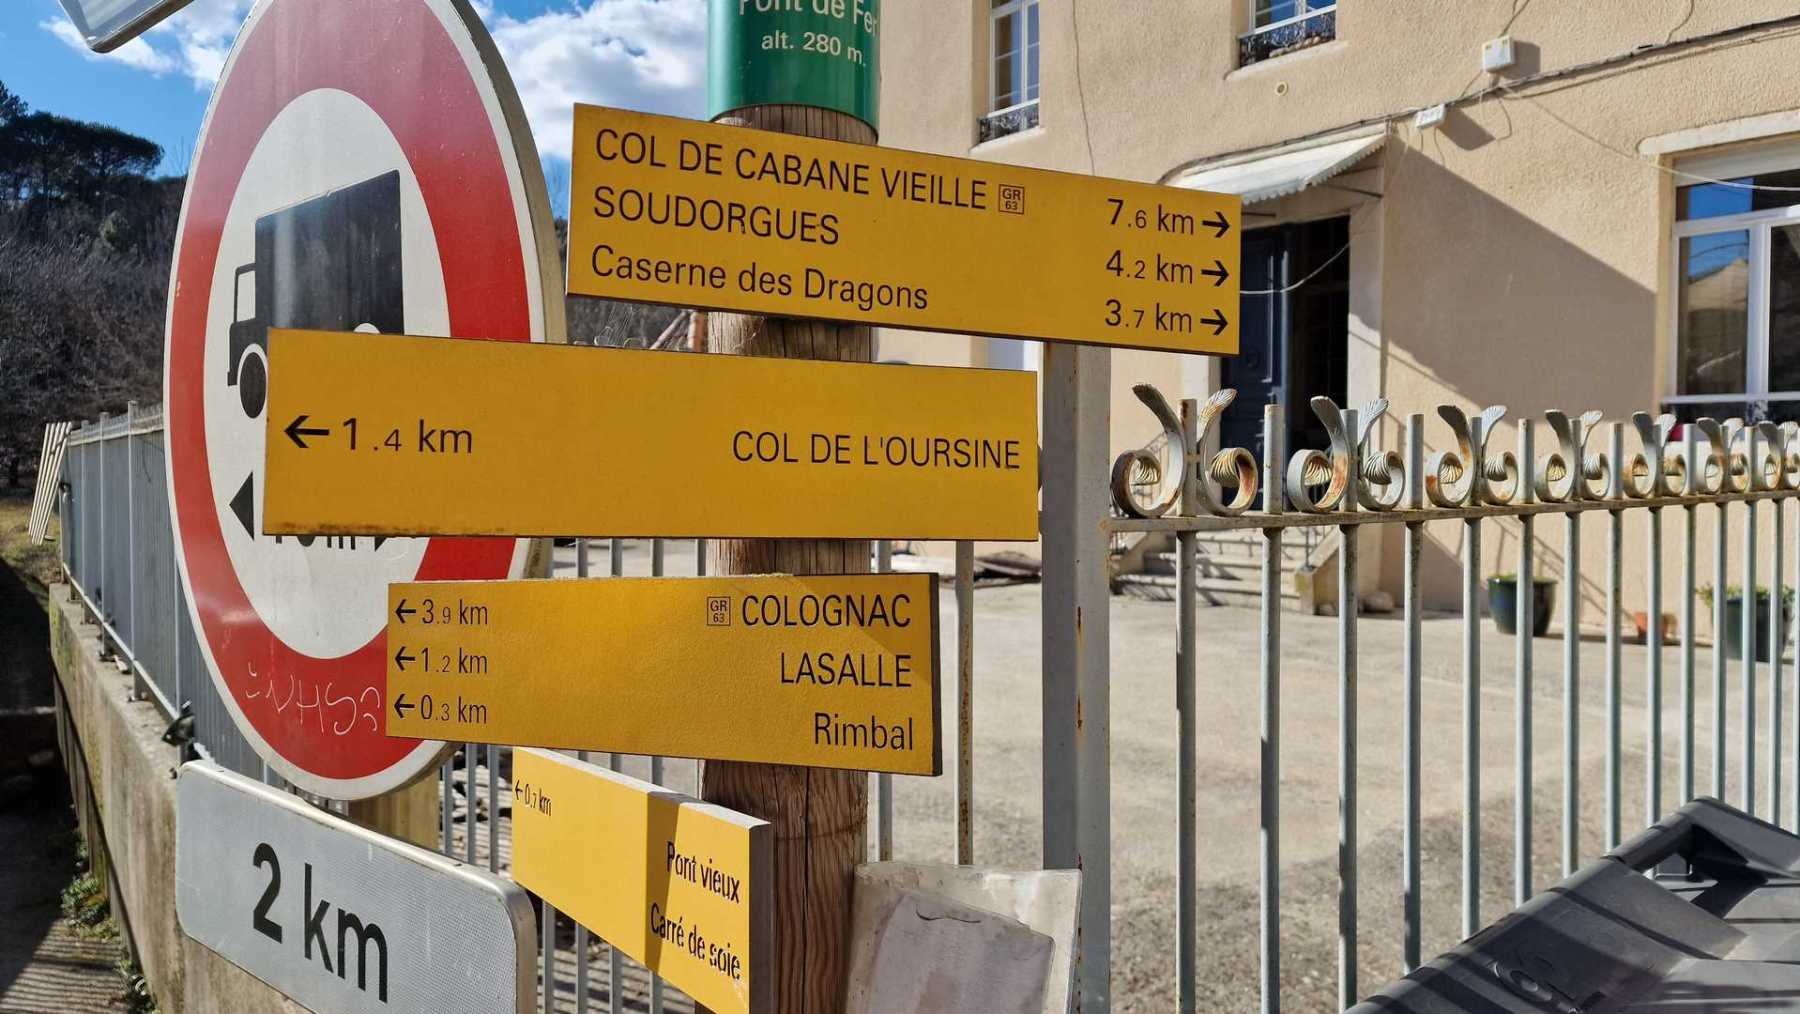 Pont de Fer
alt. 280 m.
COL DE CABANE VIEILLE GR 63 7.6 km →
SOUDORGUES 4.2 km →
Caserne des Dragons 3.7 km →
← 1.4 km COL DE L'OURSINE
← 3.9 km GR 63 COLOGNAC
← 1.2 km LASALLE
← 0.3 km Rimbal
← 0.7 km Pont vieux
Carré de soie
2 km